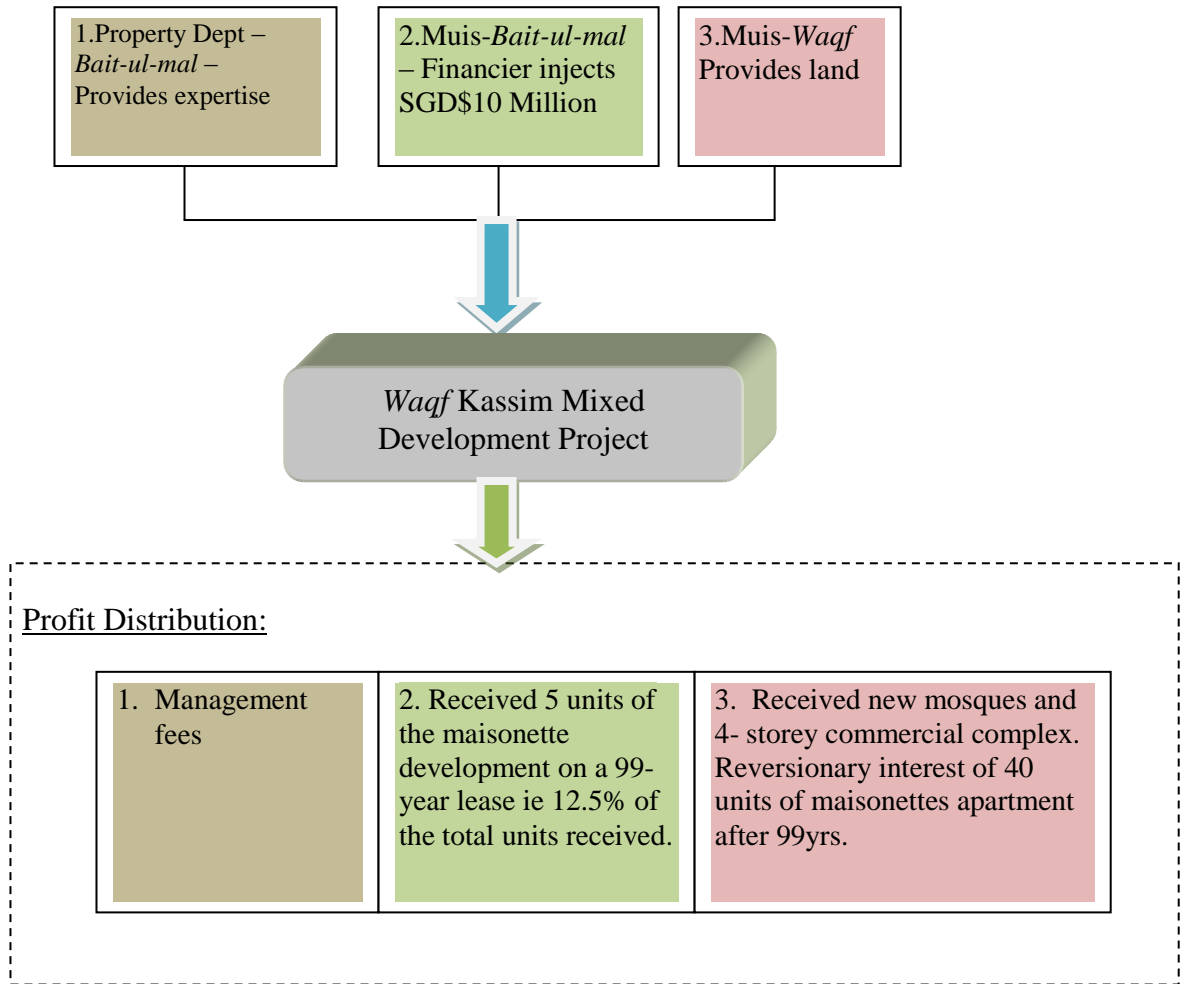 1.Property Dept –
Bait-ul-mal –
Provides expertise
2.Muis-Bait-ul-mal
– Financier injects
SGD$10 Million
3.Muis-Waqf
Provides land
Waqf Kassim Mixed
Development Project
Profit Distribution:
1. Management
fees
2. Received 5 units of
the maisonette
development on a 99-
year lease ie 12.5% of
the total units received.
3. Received new mosques and
4- storey commercial complex.
Reversionary interest of 40
units of maisonettes apartment
after 99yrs.